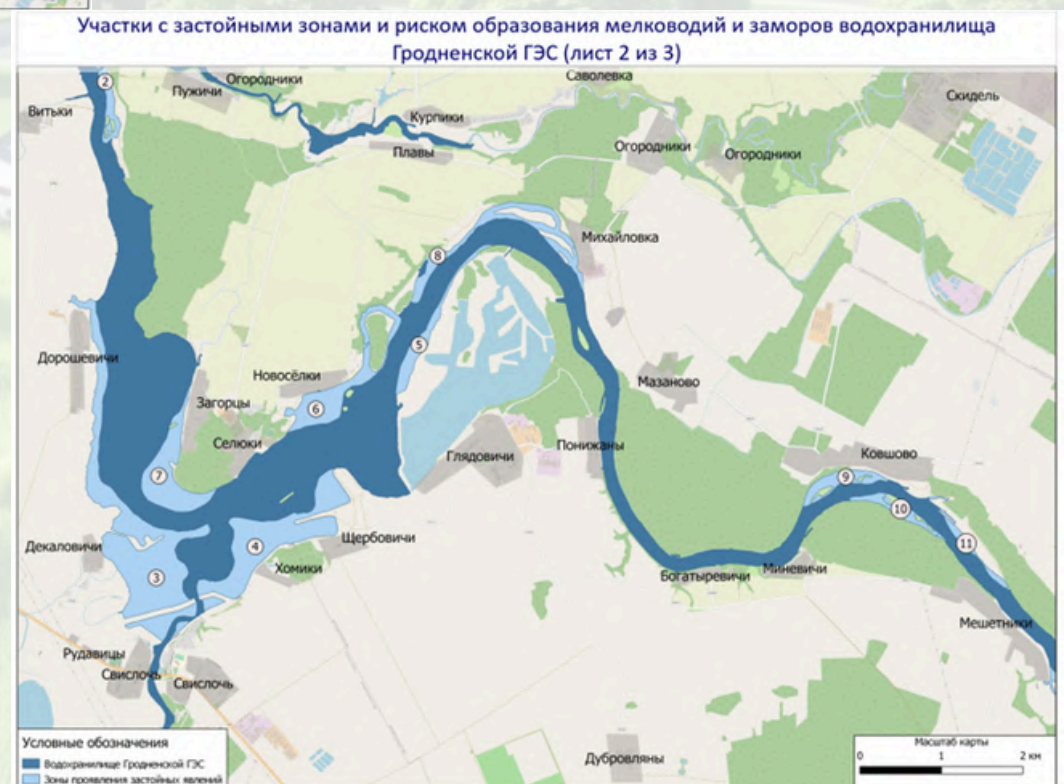 Участки с застойными зонами и риском образования мелководий и заморов водохранилища
Гродненской ГЭС (лист 2 из 3)
2
Огородники
Саволевка
Пужичи
Скидель
Витьки
Курпики
Плавы
Огородники
Огородники
Михайловка
8
5
Дорошевичи
Новосёлки
Мазаново
Загорцы
6
Селюки
Глядовичи
Понижаны
Ковшово
7
9
10
Декаловичи
Щербовичи
4
11
3
Хомики
Богатыревичи
Миневичи
Мешетники
Рудавицы
Свислочь
Свислочь
Дубровляны
Условные обозначения
Водохранилище Гродненской ГЭС
Зоны проявления застойных явлений
Масштаб карты
0 1 2 км